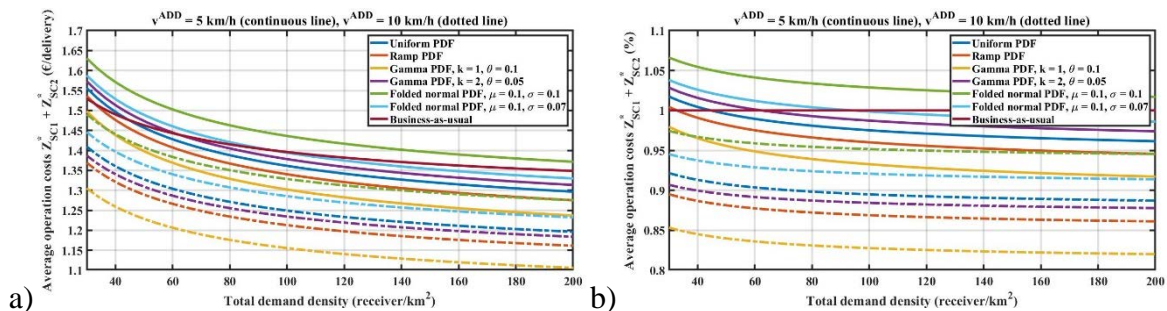 v^ADD = 5 km/h (continuous line), v^ADD = 10 km/h (dotted line)
Average operation costs Z*SC1 + Z*SC2 (€/delivery)
1.7
1.65
1.6
1.55
1.5
1.45
1.4
1.35
1.3
1.25
1.2
1.15
1.1
Uniform PDF
Ramp PDF
Gamma PDF, k = 1, θ = 0.1
Gamma PDF, k = 2, θ = 0.05
Folded normal PDF, μ = 0.1, σ = 0.1
Folded normal PDF, μ = 0.1, σ = 0.07
Business-as-usual
40 60 80 100 120 140 160 180 200
Total demand density (receiver/km²)
a)
v^ADD = 5 km/h (continuous line), v^ADD = 10 km/h (dotted line)
Average operation costs Z*SC1 + Z*SC2 (%)
1.1
1.05
1
0.95
0.9
0.85
0.8
Uniform PDF
Ramp PDF
Gamma PDF, k = 1, θ = 0.1
Gamma PDF, k = 2, θ = 0.05
Folded normal PDF, μ = 0.1, σ = 0.1
Folded normal PDF, μ = 0.1, σ = 0.07
Business-as-usual
40 60 80 100 120 140 160 180 200
Total demand density (receiver/km²)
b)